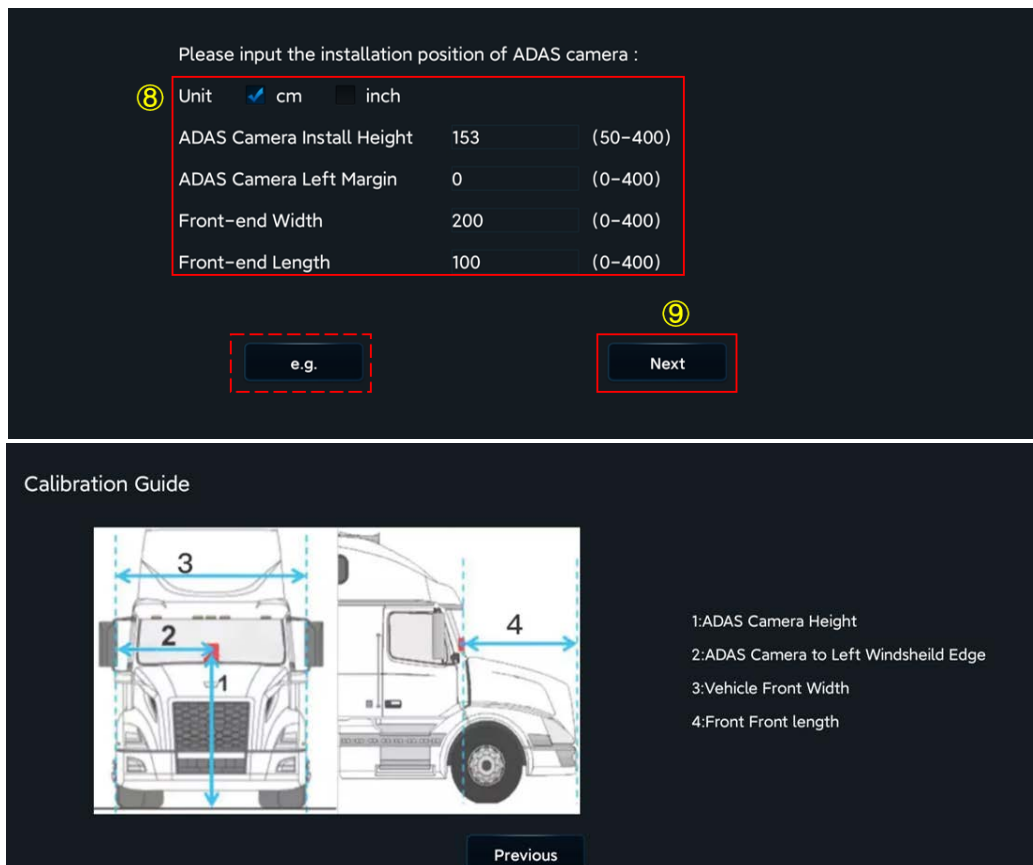 Please input the installation position of ADAS camera :
⑧ Unit cm inch
ADAS Camera Install Height 153 (50-400)
ADAS Camera Left Margin 0 (0-400)
Front-end Width 200 (0-400)
Front-end Length 100 (0-400)
⑨
e.g. Next
Calibration Guide
3
2
1
4
1:ADAS Camera Height
2:ADAS Camera to Left Windsheild Edge
3:Vehicle Front Width
4:Front Front length
Previous